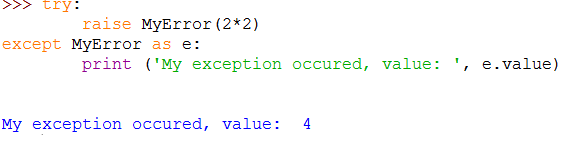 >>> try:
        raise MyError(2*2)
except MyError as e:
        print ('My exception occured, value: ', e.value)
My exception occured, value:  4